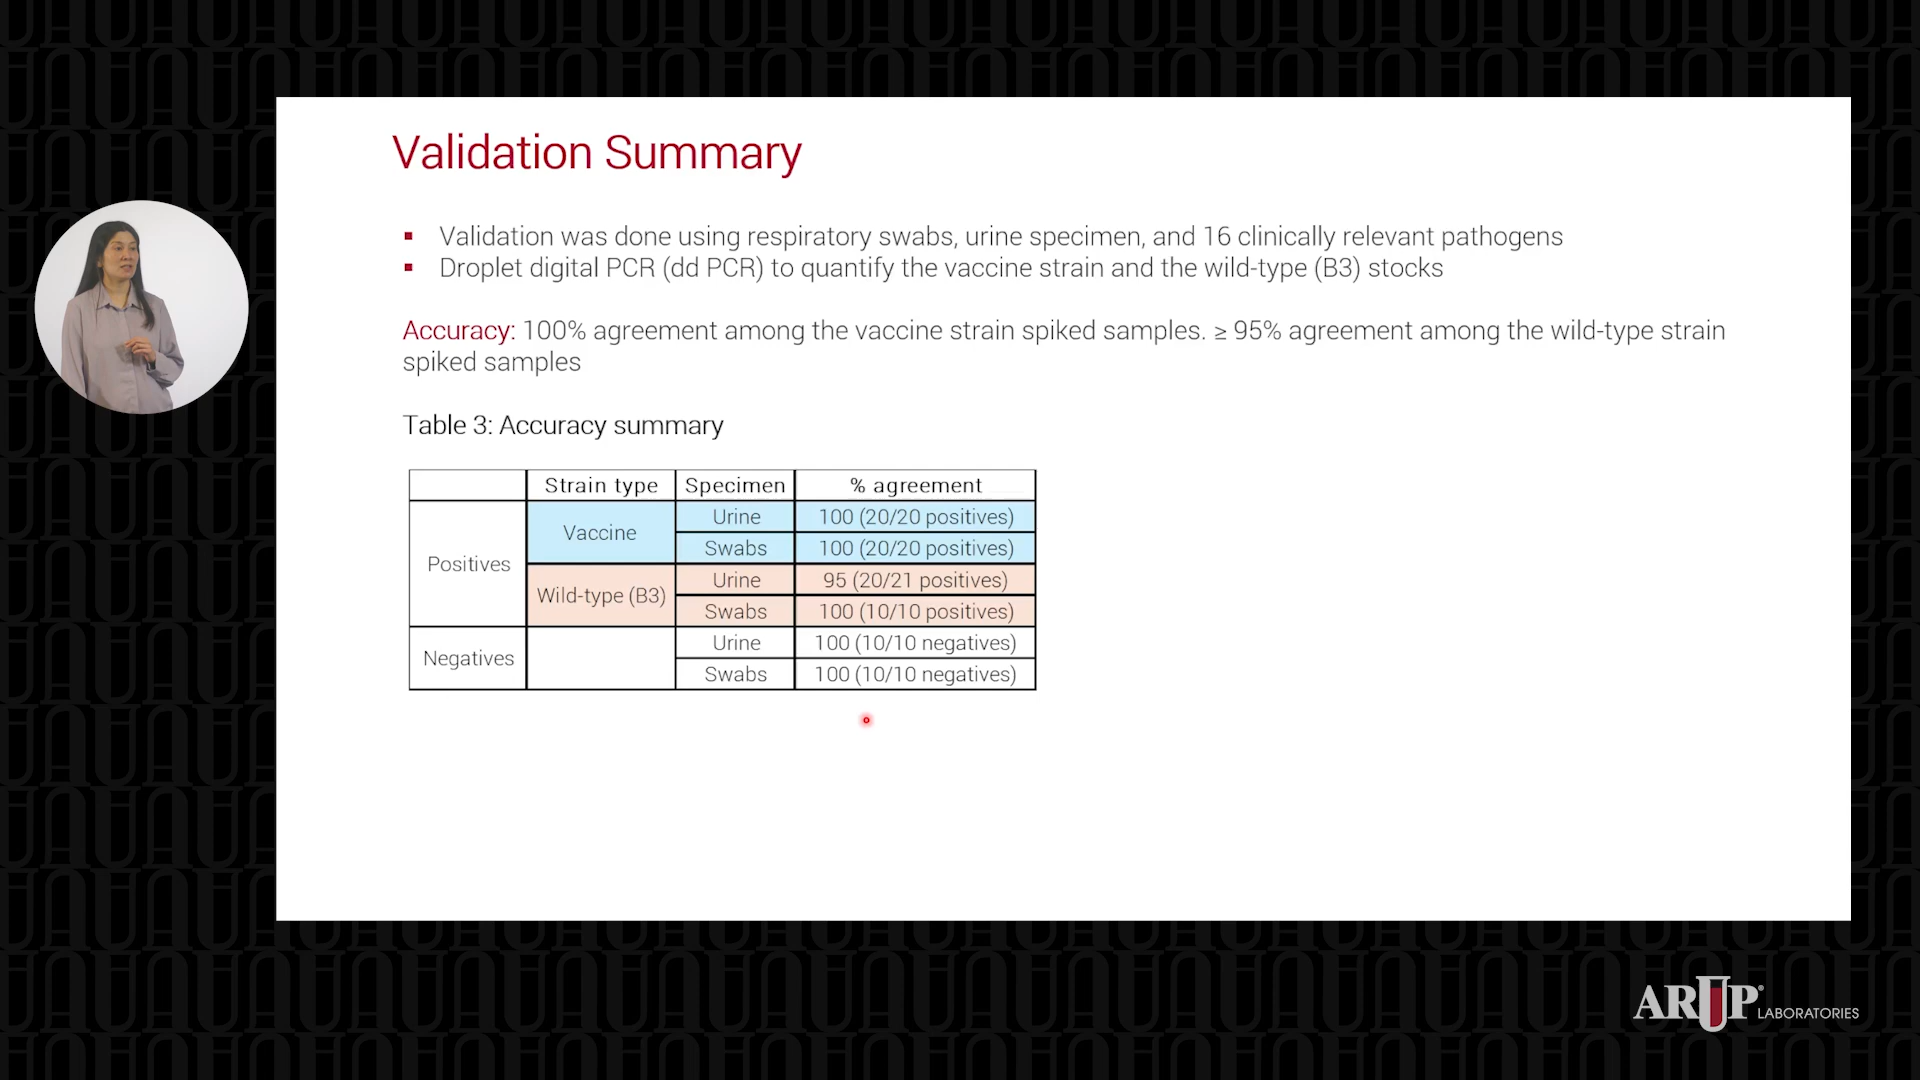 Validation Summary
▪ Validation was done using respiratory swabs, urine specimen, and 16 clinically relevant pathogens
▪ Droplet digital PCR (dd PCR) to quantify the vaccine strain and the wild-type (B3) stocks
Accuracy: 100% agreement among the vaccine strain spiked samples. ≥ 95% agreement among the wild-type strain
spiked samples
Table 3: Accuracy summary
Strain type Specimen % agreement
Positives Vaccine Urine 100 (20/20 positives)
Swabs 100 (20/20 positives)
Wild-type (B3) Urine 95 (20/21 positives)
Swabs 100 (10/10 positives)
Negatives Urine 100 (10/10 negatives)
Swabs 100 (10/10 negatives)
ARUP® LABORATORIES